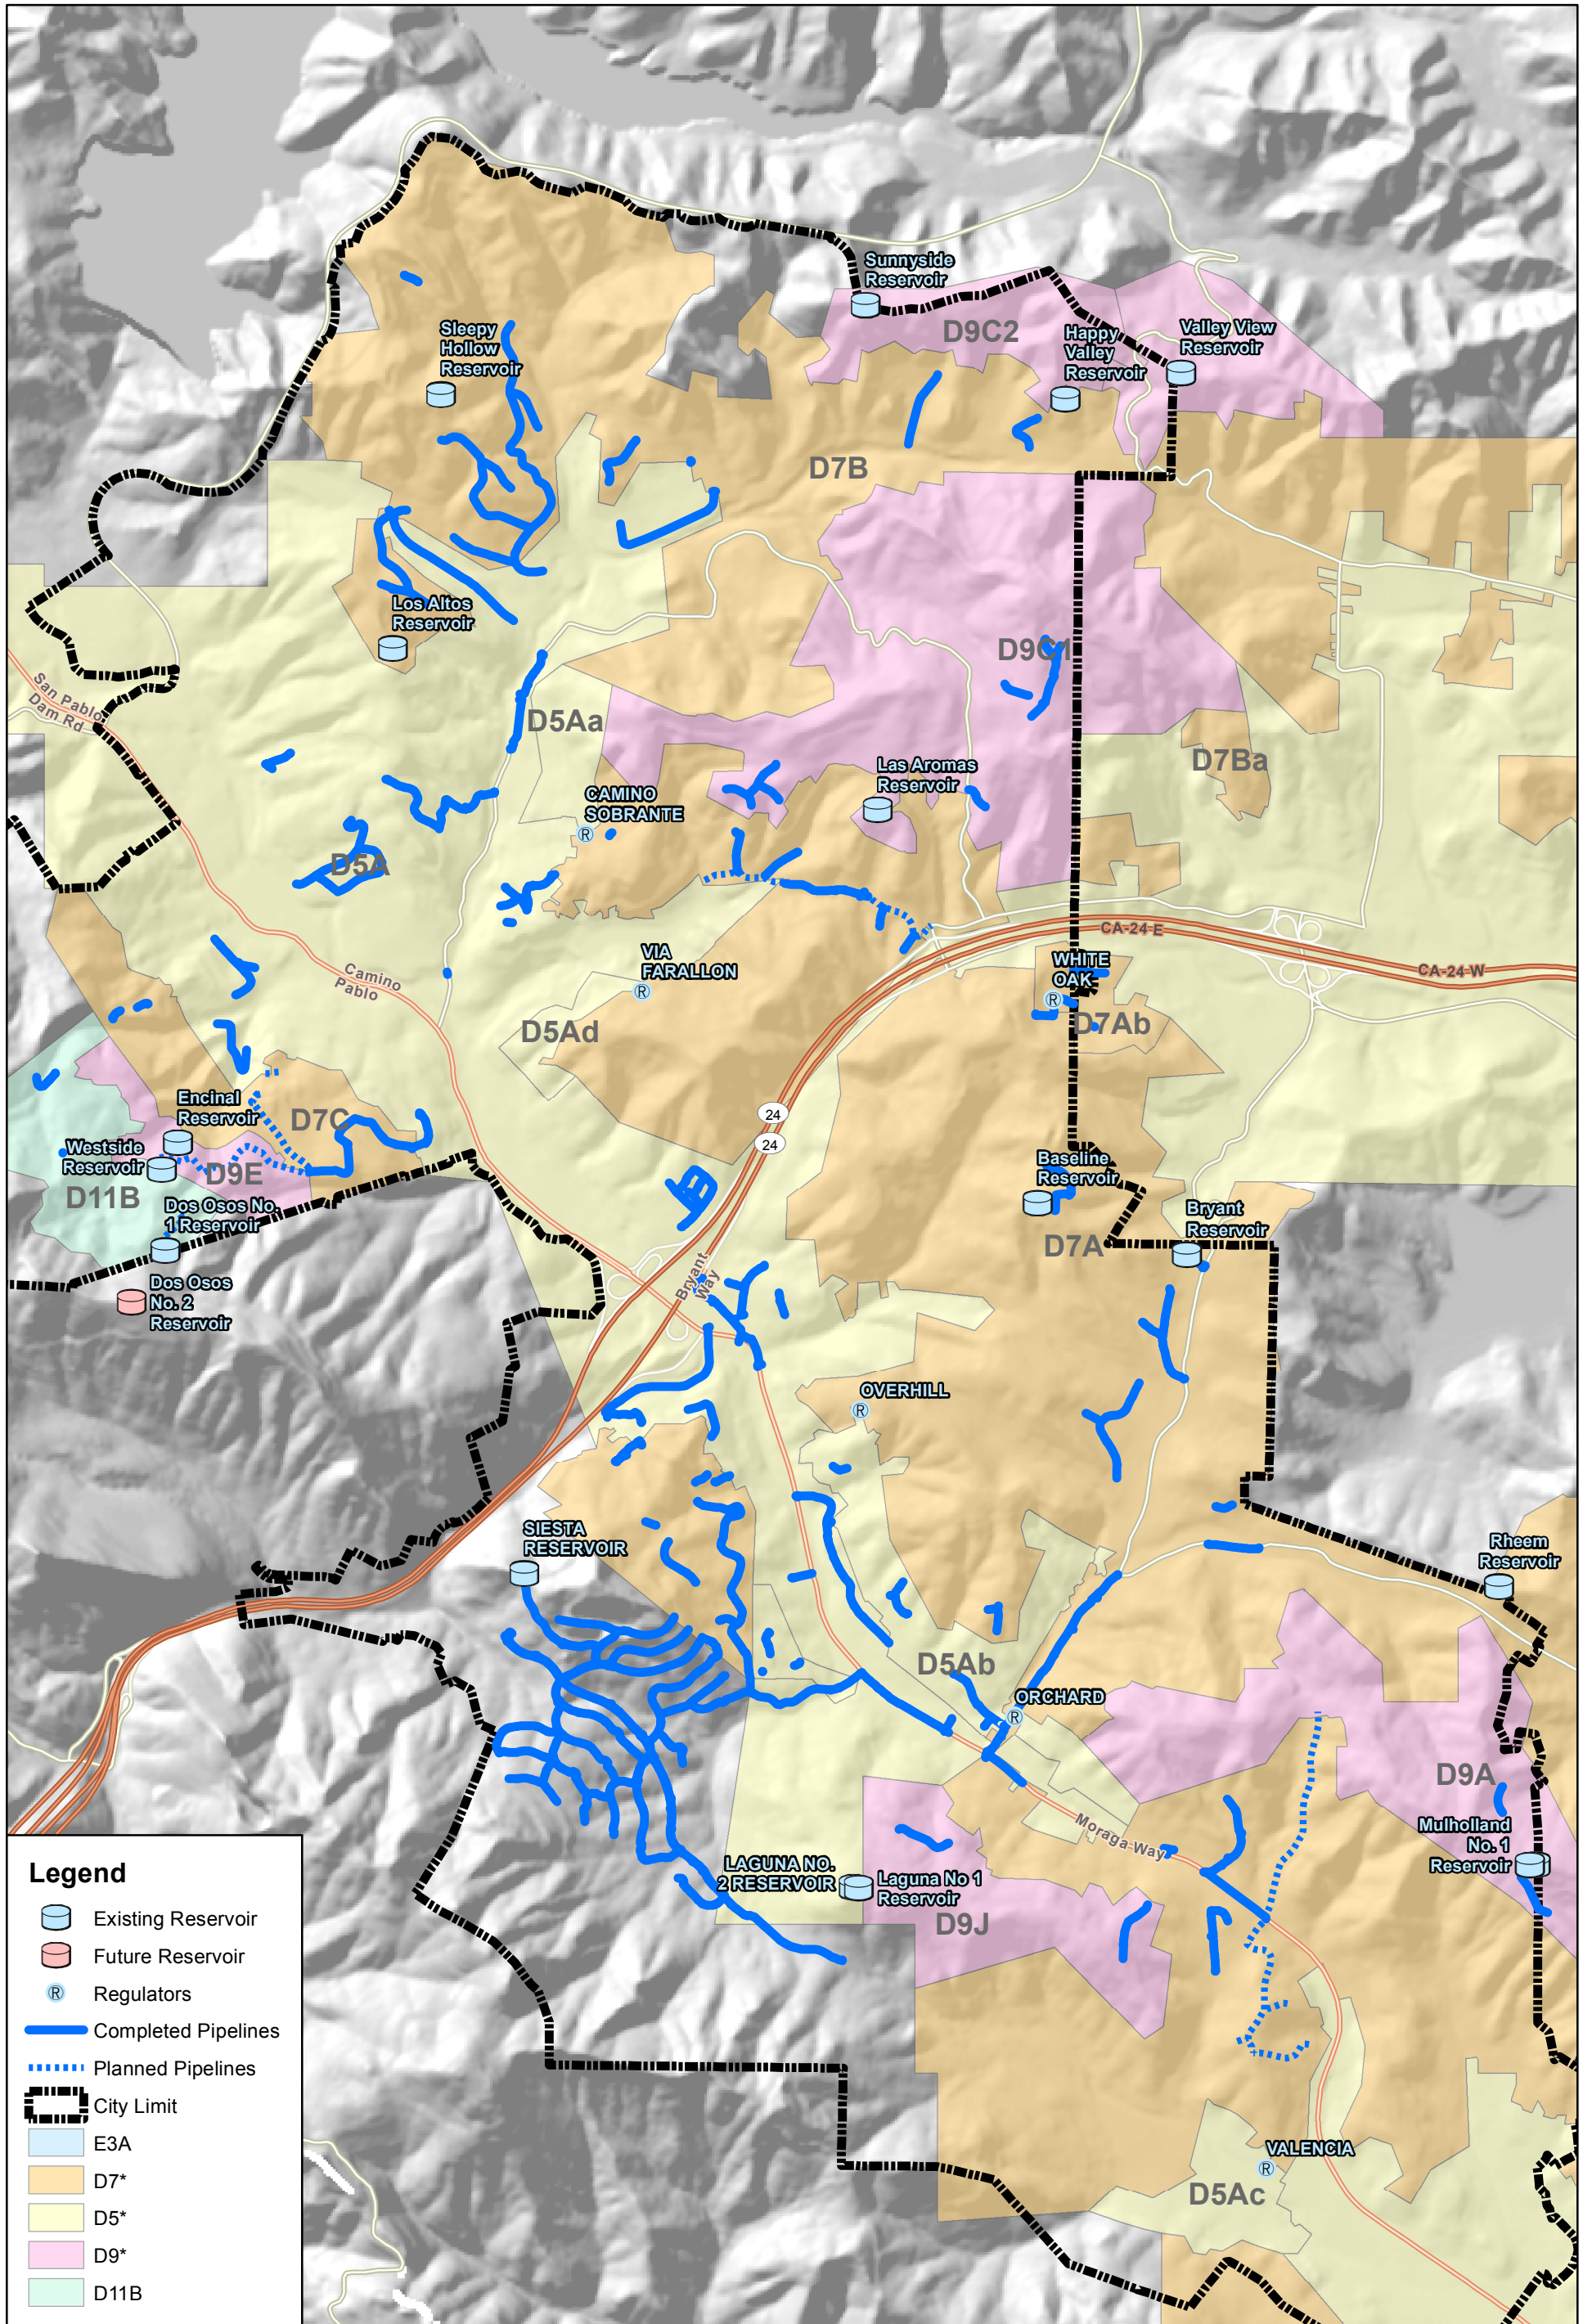 Sunnyside
Reservoir
D9C2
Happy
Valley
Reservoir
Valley View
Reservoir
Sleepy
Hollow
Reservoir
D7B
Los Altos
Reservoir
D9C1
San Pablo
Dam Rd
D5Aa
D7Ba
Las Aromas
Reservoir
CAMINO
SOBRANTE
R
D5A
CA-24 E
CA-24 W
VIA
FARALLON
R
WHITE
OAK
R
Camino
Pablo
D5Ad
D7Ab
Encinal
Reservoir
D7C
24
24
Westside
Reservoir
D9E
D11B
Baseline
Reservoir
Dos Osos No.
1 Reservoir
Bryant
Reservoir
D7A
Dos Osos
No. 2
Reservoir
Bryant
Way
OVERHILL
R
SIESTA
RESERVOIR
Rheem
Reservoir
D5Ab
ORCHARD
R
D9A
Moraga Way
Mulholland
No. 1
Reservoir
LAGUNA NO.
2 RESERVOIR
Laguna No 1
Reservoir
D9J
VALENCIA
R
D5Ac
Legend
Existing Reservoir
Future Reservoir
R Regulators
Completed Pipelines
Planned Pipelines
City Limit
E3A
D7*
D5*
D9*
D11B